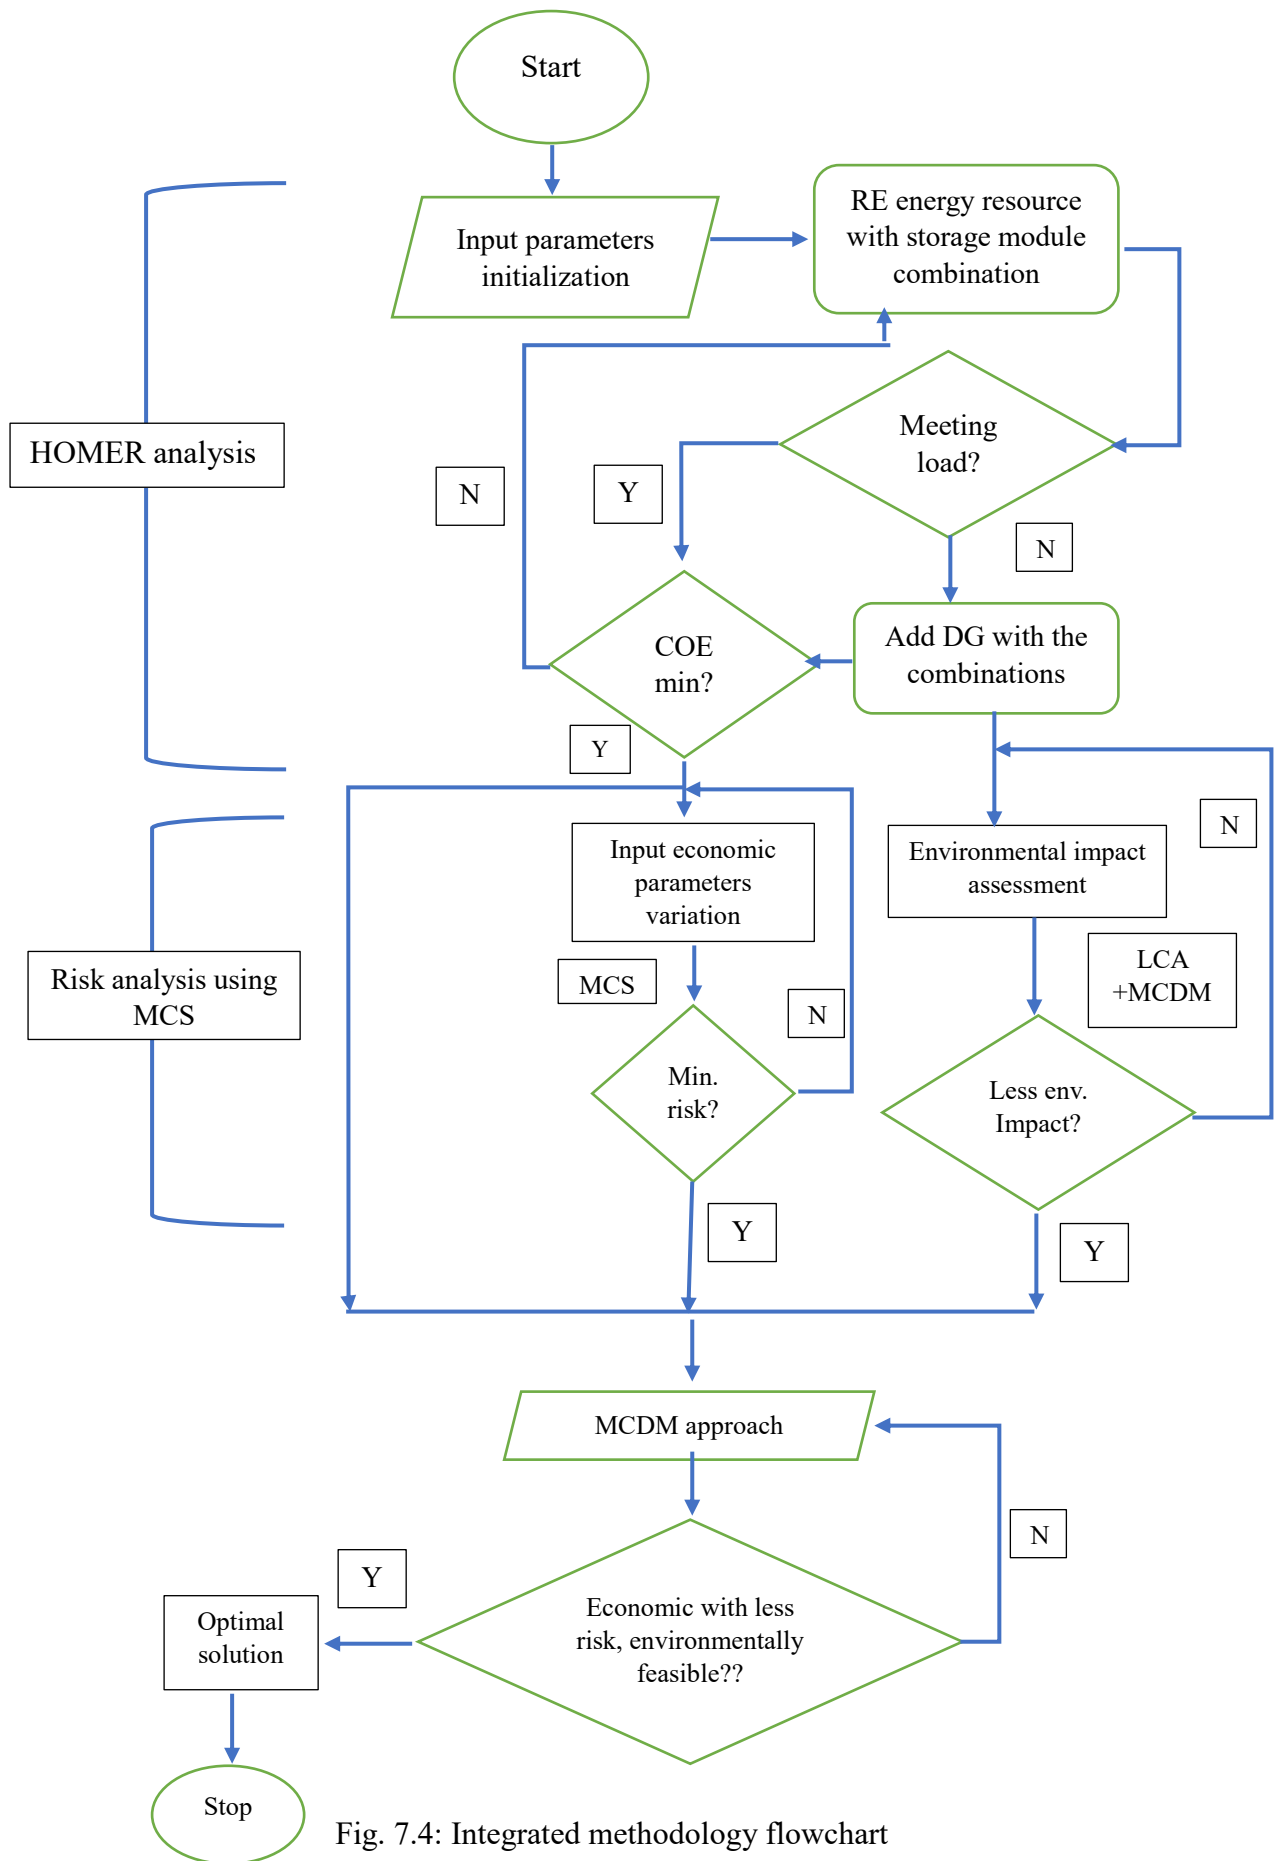 Start
Input parameters
initialization
RE energy resource
with storage module
combination
HOMER analysis
Meeting
load?
N
Y
N
COE
min?
Add DG with the
combinations
Y
N
Input economic
parameters
variation
Environmental impact
assessment
Risk analysis using
MCS
MCS
N
LCA
+MCDM
Min.
risk?
Less env.
Impact?
Y
Y
MCDM approach
N
Y
Economic with less
risk, environmentally
feasible??
Optimal
solution
Stop
Fig. 7.4: Integrated methodology flowchart